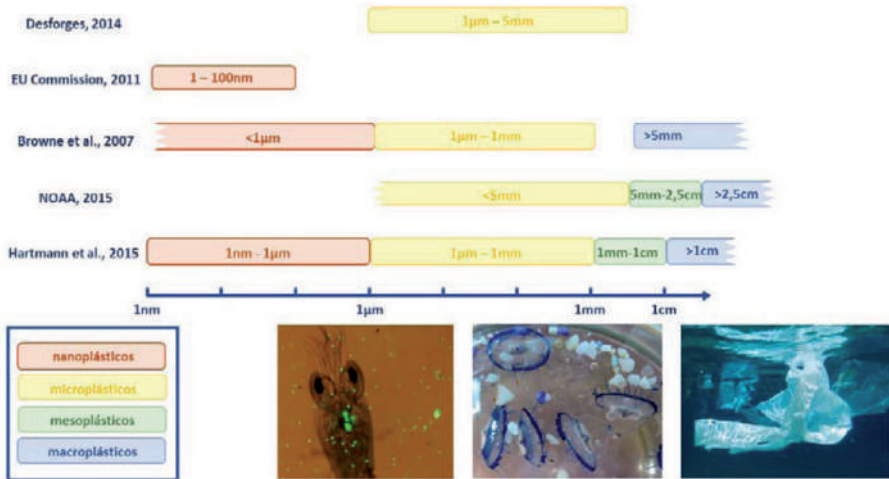 Desforges, 2014
1µm – 5mm
EU Commission, 2011
1 – 100nm
Browne et al., 2007
<1µm
1µm – 1mm
>5mm
NOAA, 2015
<5mm
5mm-2,5cm
>2,5cm
Hartmann et al., 2015
1nm - 1µm
1µm – 1mm
1mm-1cm
>1cm
1nm
1µm
1mm
1cm
nanoplásticos
microplásticos
mesoplásticos
macroplásticos